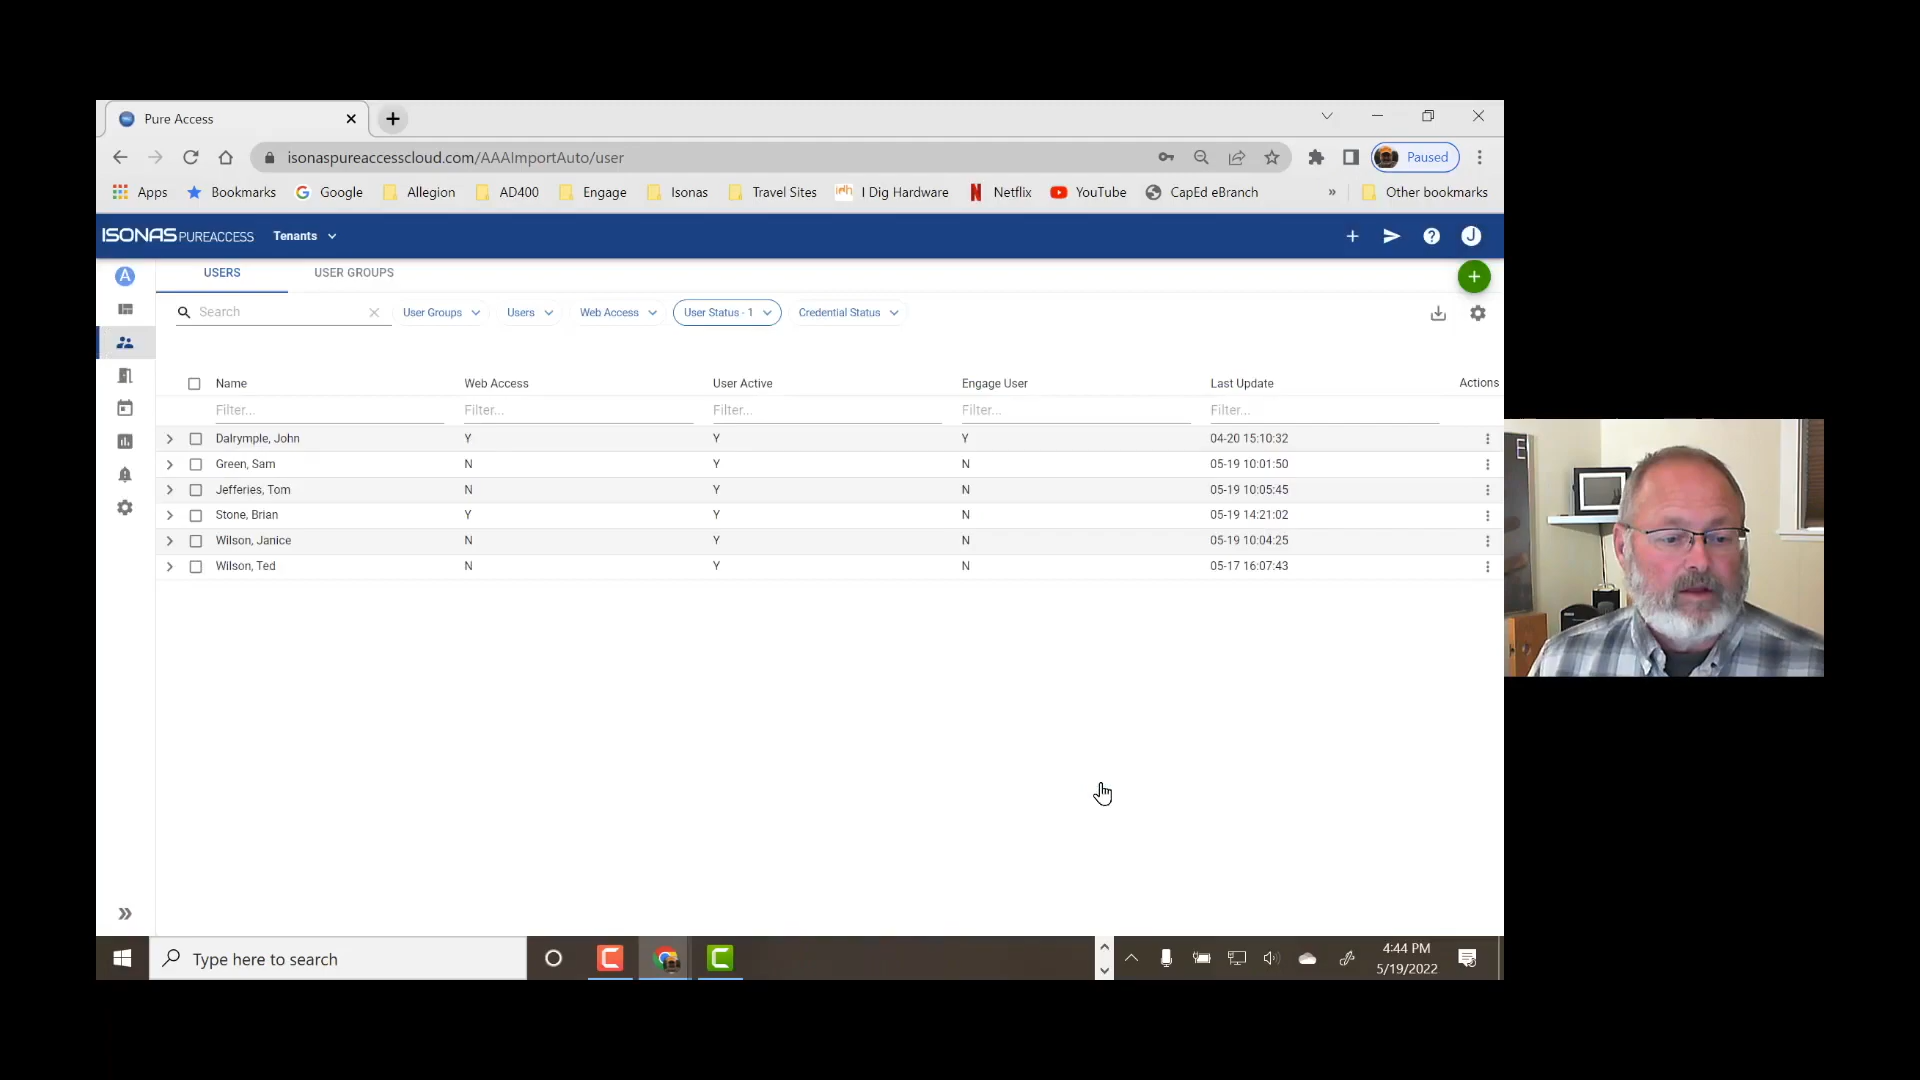 Pure Access
isonaspureaccesscloud.com/AAAImportAuto/user
Paused
Apps Bookmarks Google Allegion AD400 Engage Isonas Travel Sites I Dig Hardware Netflix YouTube CapEd eBranch » Other bookmarks
ISONAS PUREACCESS Tenants
J
A
USERS USER GROUPS
Search User Groups Users Web Access User Status - 1 Credential Status
Name Web Access User Active Engage User Last Update Actions
Filter... Filter... Filter... Filter... Filter...
Dalrymple, John Y Y Y 04-20 15:10:32
Green, Sam N Y N 05-19 10:01:50
Jefferies, Tom N Y N 05-19 10:05:45
Stone, Brian Y Y N 05-19 14:21:02
Wilson, Janice N Y N 05-19 10:04:25
Wilson, Ted N Y N 05-17 16:07:43
E
Type here to search
4:44 PM
5/19/2022